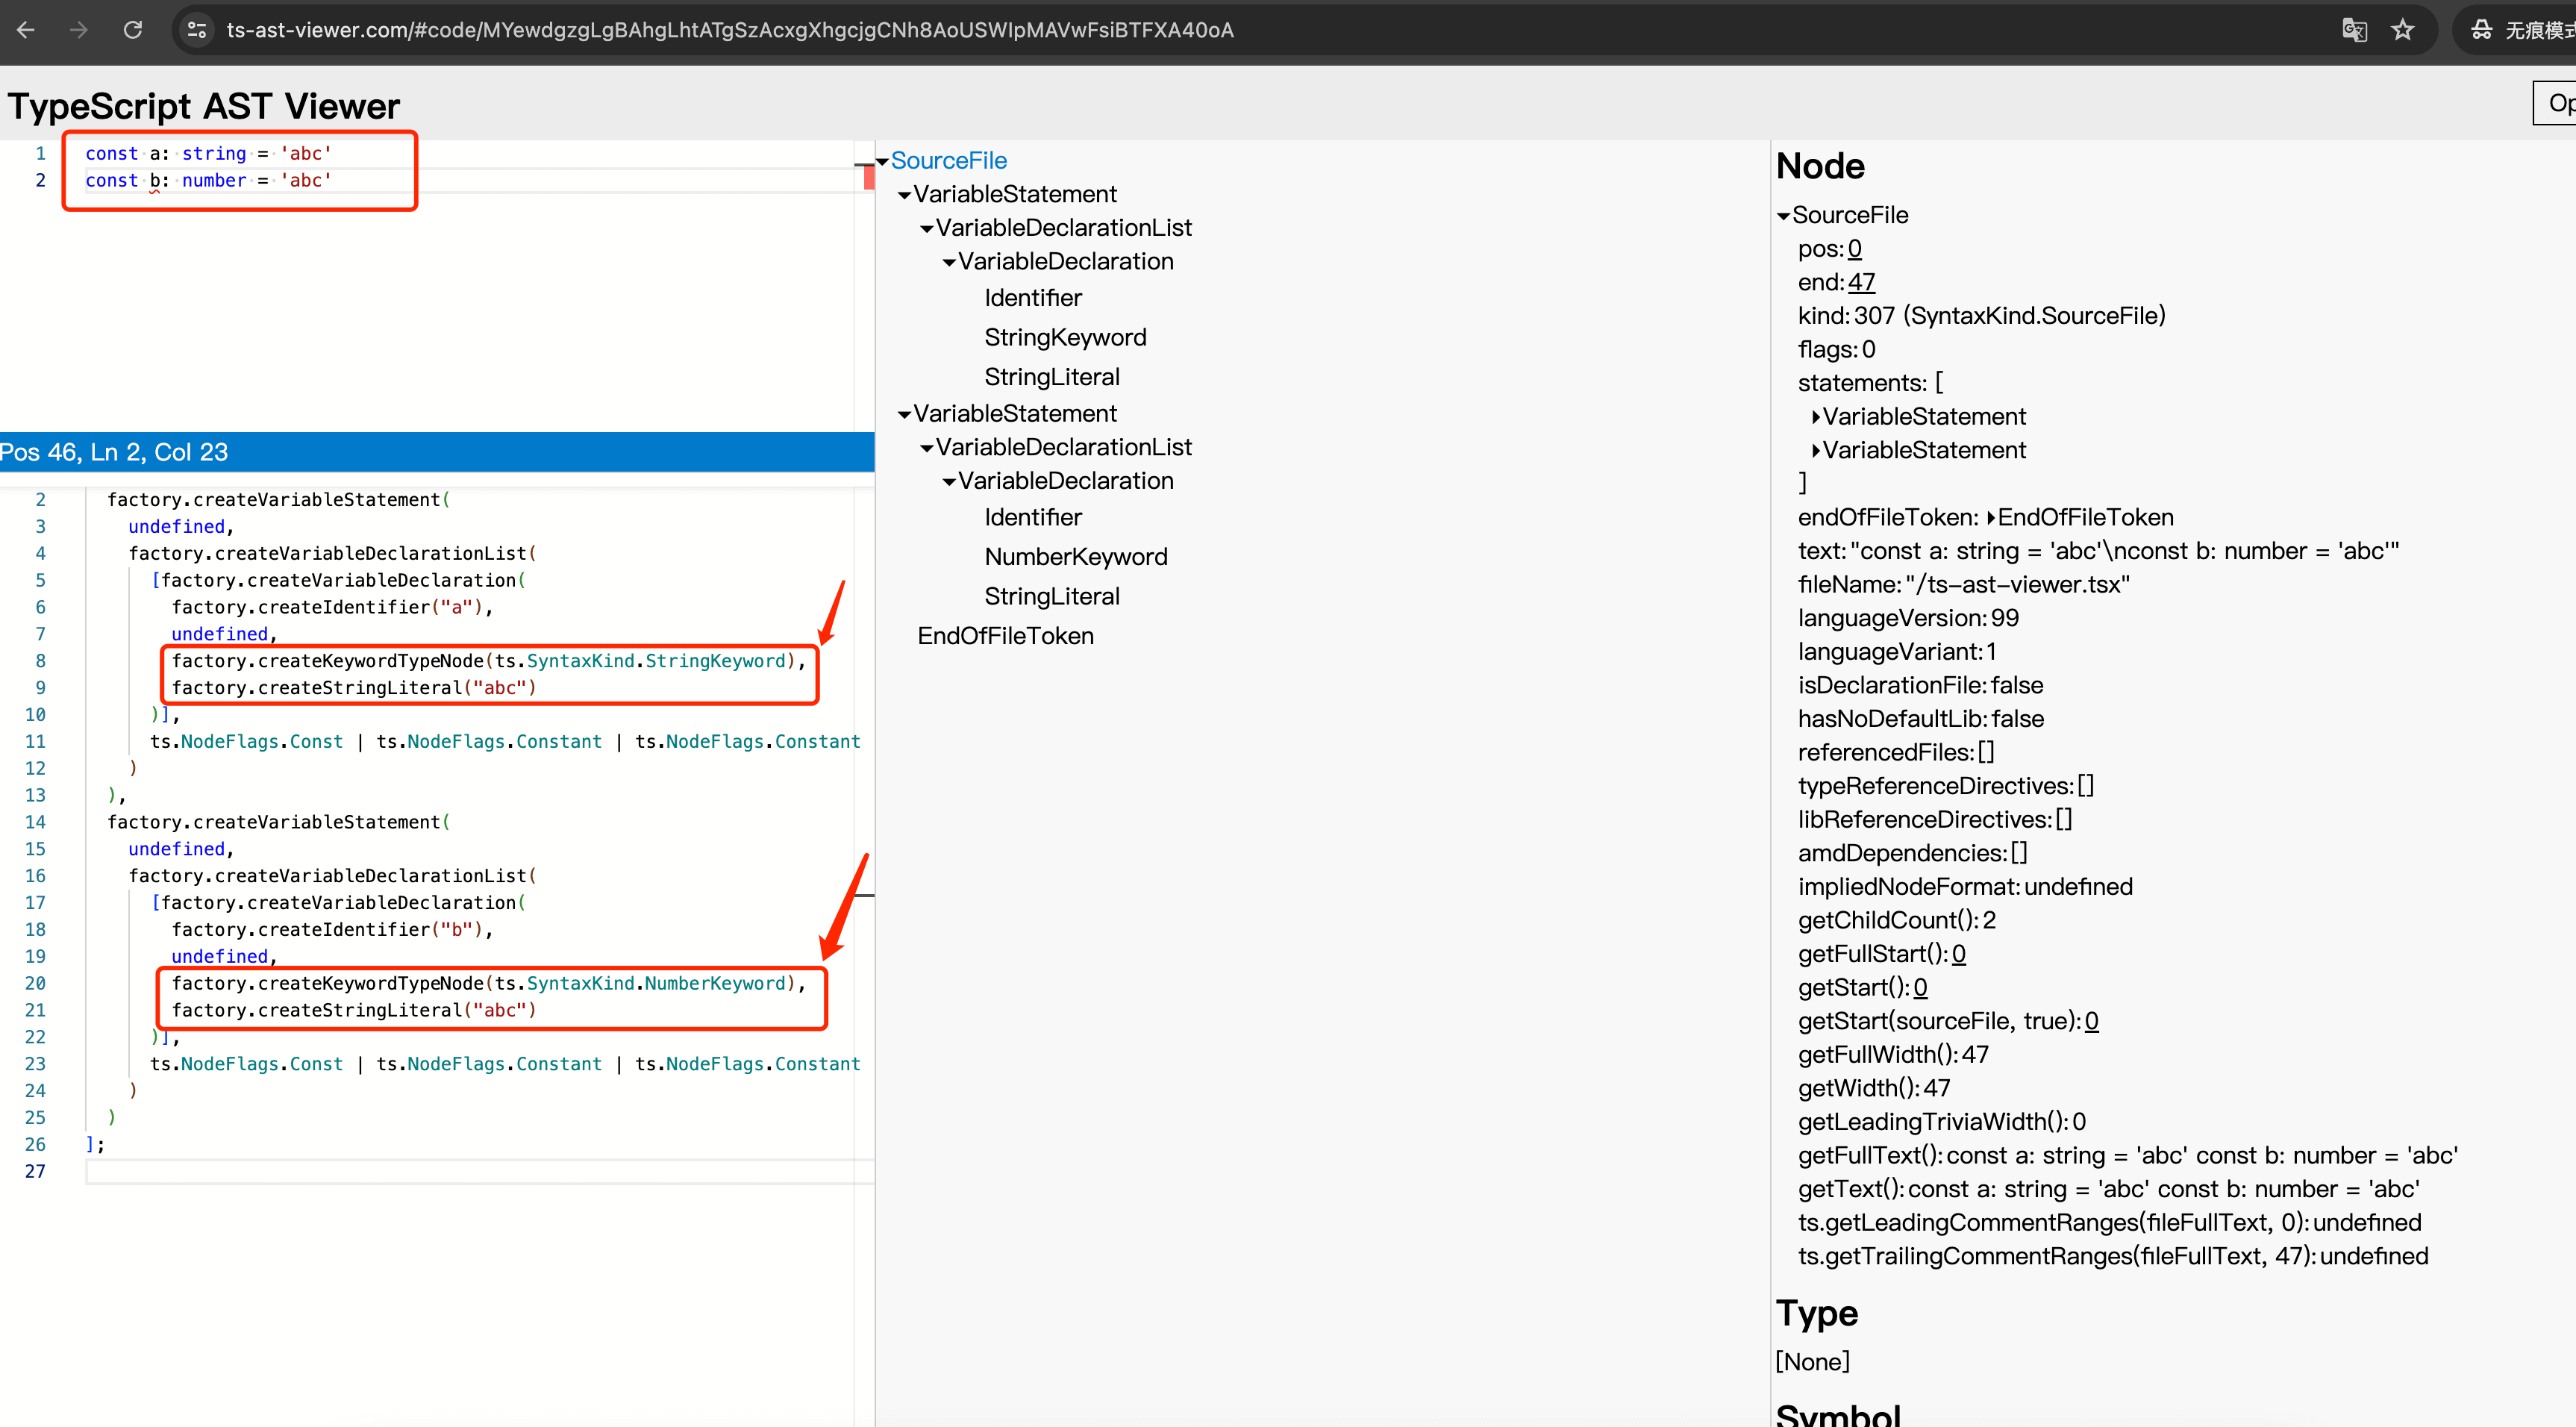 ts-ast-viewer.com/#code/MYewdgzgLgBAhgLhtATgSzAcxgXhgcjgCNh8AoUSWIpMAVwFsiBTFXA40oA
无痕模式
TypeScript AST Viewer
Op
1 const a: string = 'abc'
2 const b: number = 'abc'
Pos 46, Ln 2, Col 23
2 factory.createVariableStatement(
3 undefined,
4 factory.createVariableDeclarationList(
5 [factory.createVariableDeclaration(
6 factory.createIdentifier("a"),
7 undefined,
8 factory.createKeywordTypeNode(ts.SyntaxKind.StringKeyword),
9 factory.createStringLiteral("abc")
10 )],
11 ts.NodeFlags.Const | ts.NodeFlags.Constant | ts.NodeFlags.Constant
12 )
13 ),
14 factory.createVariableStatement(
15 undefined,
16 factory.createVariableDeclarationList(
17 [factory.createVariableDeclaration(
18 factory.createIdentifier("b"),
19 undefined,
20 factory.createKeywordTypeNode(ts.SyntaxKind.NumberKeyword),
21 factory.createStringLiteral("abc")
22 )],
23 ts.NodeFlags.Const | ts.NodeFlags.Constant | ts.NodeFlags.Constant
24 )
25 )
26 ];
27
SourceFile
VariableStatement
VariableDeclarationList
VariableDeclaration
Identifier
StringKeyword
StringLiteral
VariableStatement
VariableDeclarationList
VariableDeclaration
Identifier
NumberKeyword
StringLiteral
EndOfFileToken
Node
SourceFile
pos:0
end:47
kind:307 (SyntaxKind.SourceFile)
flags:0
statements: [
VariableStatement
VariableStatement
]
endOfFileToken: EndOfFileToken
text:"const a: string = 'abc'\nconst b: number = 'abc'"
fileName:"/ts-ast-viewer.tsx"
languageVersion:99
languageVariant:1
isDeclarationFile:false
hasNoDefaultLib:false
referencedFiles:[]
typeReferenceDirectives:[]
libReferenceDirectives:[]
amdDependencies:[]
impliedNodeFormat:undefined
getChildCount():2
getFullStart():0
getStart():0
getStart(sourceFile, true):0
getFullWidth():47
getWidth():47
getLeadingTriviaWidth():0
getFullText():const a: string = 'abc' const b: number = 'abc'
getText():const a: string = 'abc' const b: number = 'abc'
ts.getLeadingCommentRanges(fileFullText, 0):undefined
ts.getTrailingCommentRanges(fileFullText, 47):undefined
Type
[None]
Symbol